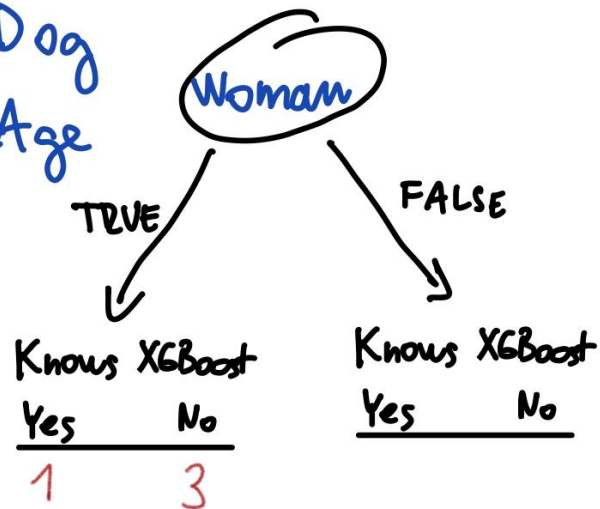 Dog
Age
Woman
TRUE
FALSE
Knows XGBoost
Yes No
1 3
Knows XGBoost
Yes No